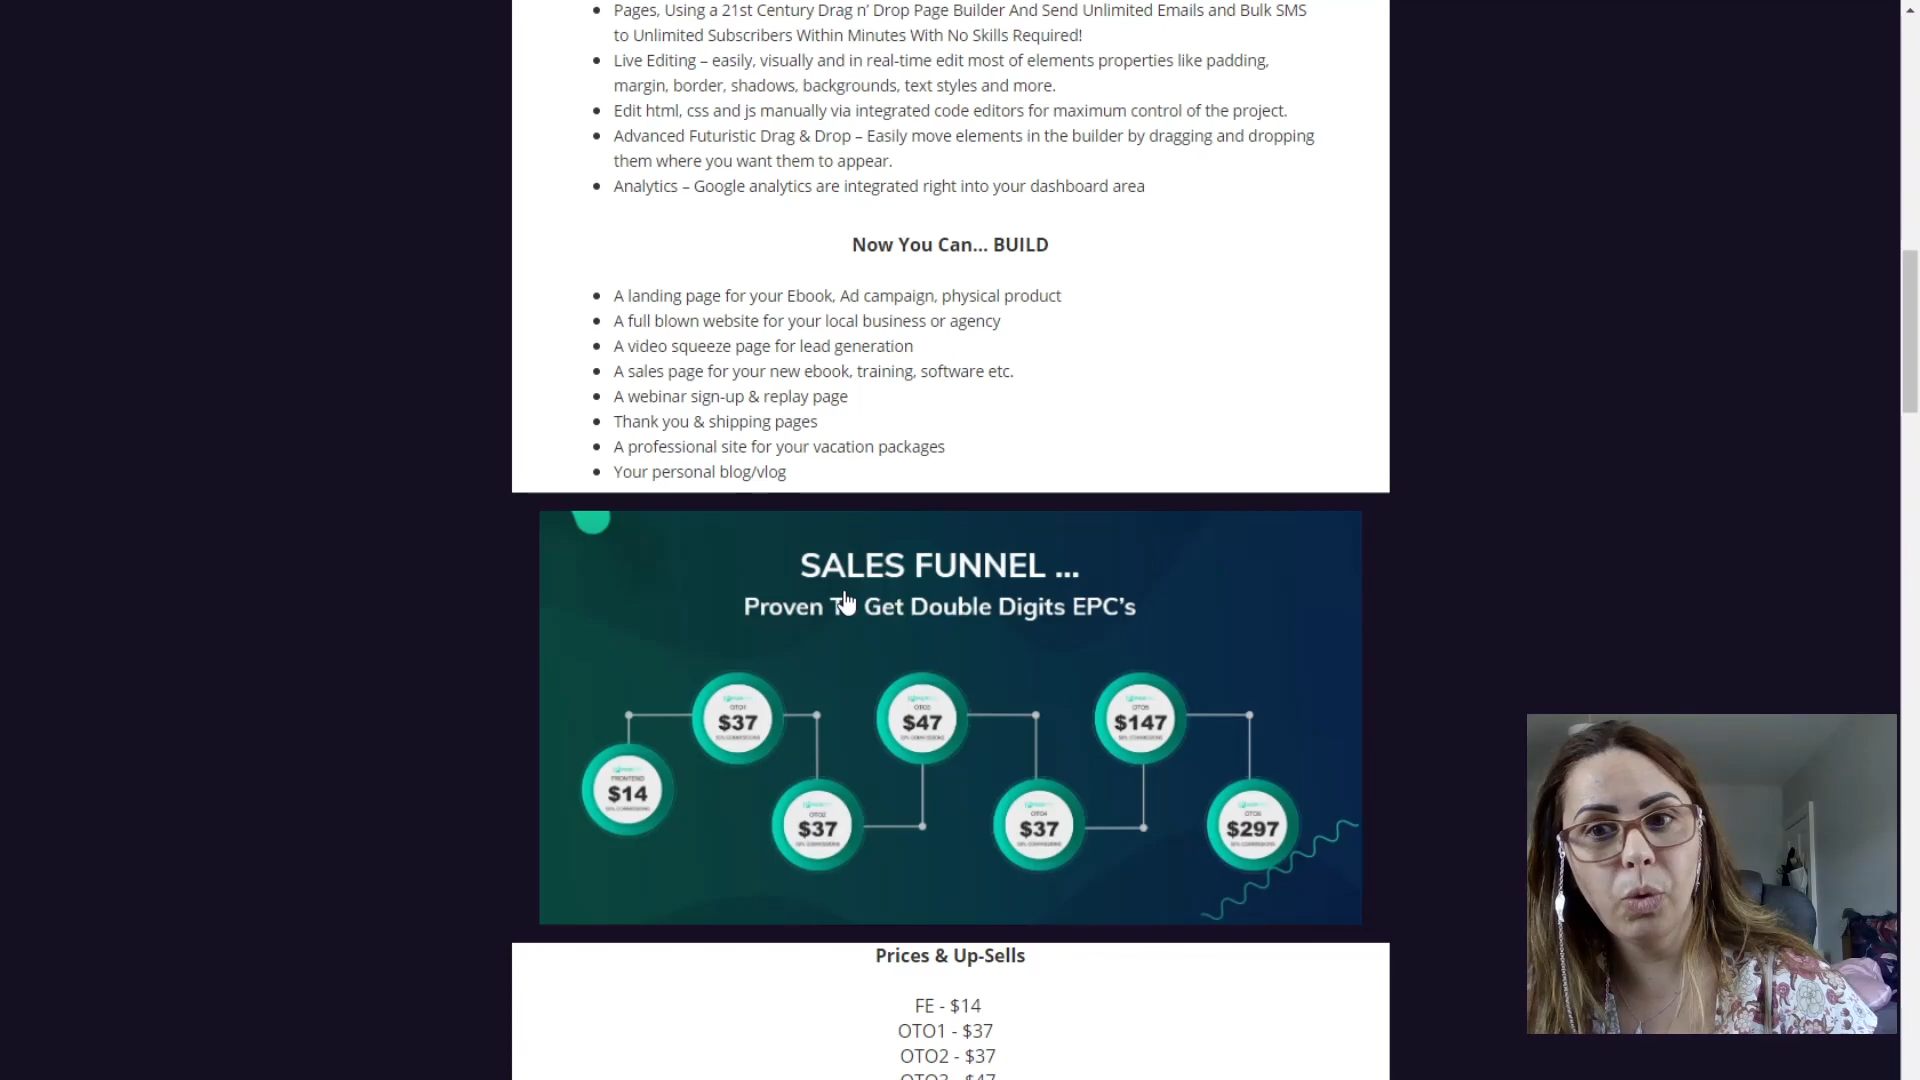 Pages, Using a 21st Century Drag n' Drop Page Builder And Send Unlimited Emails and Bulk SMS
to Unlimited Subscribers Within Minutes With No Skills Required!
Live Editing – easily, visually and in real-time edit most of elements properties like padding,
margin, border, shadows, backgrounds, text styles and more.
Edit html, css and js manually via integrated code editors for maximum control of the project.
Advanced Futuristic Drag & Drop – Easily move elements in the builder by dragging and dropping
them where you want them to appear.
Analytics – Google analytics are integrated right into your dashboard area
Now You Can... BUILD
A landing page for your Ebook, Ad campaign, physical product
A full blown website for your local business or agency
A video squeeze page for lead generation
A sales page for your new ebook, training, software etc.
A webinar sign-up & replay page
Thank you & shipping pages
A professional site for your vacation packages
Your personal blog/vlog
SALES FUNNEL ...
Proven To Get Double Digits EPC's
FRONTEND
$14
OTO1
$37
OTO2
$37
$47
OTO4
$37
$147
$297
Prices & Up-Sells
FE - $14
OTO1 - $37
OTO2 - $37
OTO3 - $47